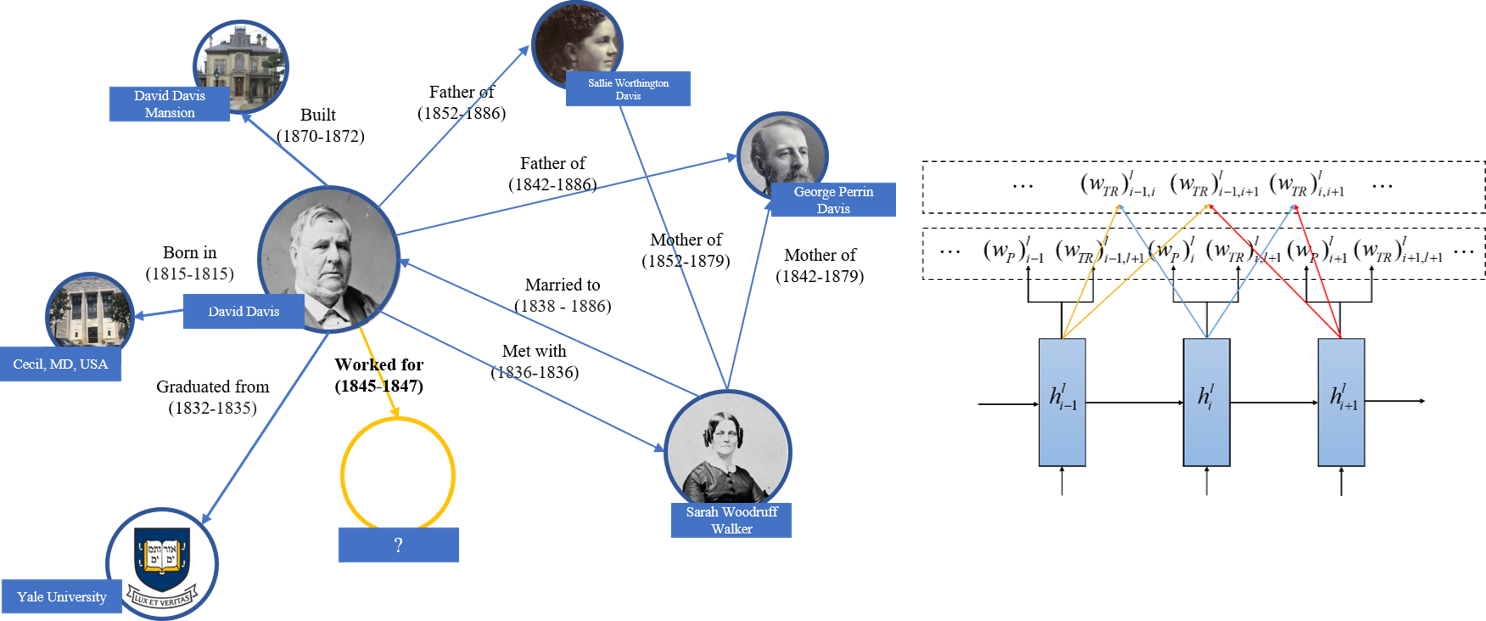 David Davis
Mansion
Built
(1870-1872)
Father of
(1852-1886)
Sallie Worthington
Davis
Father of
(1842-1886)
George Perrin
Davis
Born in
(1815-1815)
David Davis
Cecil, MD, USA
Mother of
(1852-1879)
Mother of
(1842-1879)
Married to
(1838 - 1886)
Met with
(1836-1836)
Worked for
(1845-1847)
Graduated from
(1832-1835)
?
Sarah Woodruff
Walker
Yale University
אורים
ותמים
LUX ET VERITAS
⋯ (w_{TR})^l_{i-1,i} (w_{TR})^l_{i-1,i+1} (w_{TR})^l_{i,i+1} ⋯
⋯ (w_P)^l_{i-1} (w_{TR})^l_{i-1,l+1} (w_P)^l_i (w_{TR})^l_{i,l+1} (w_P)^l_{i+1} (w_{TR})^l_{i+1,l+1} ⋯
h^l_{i-1} h^l_i h^l_{i+1}